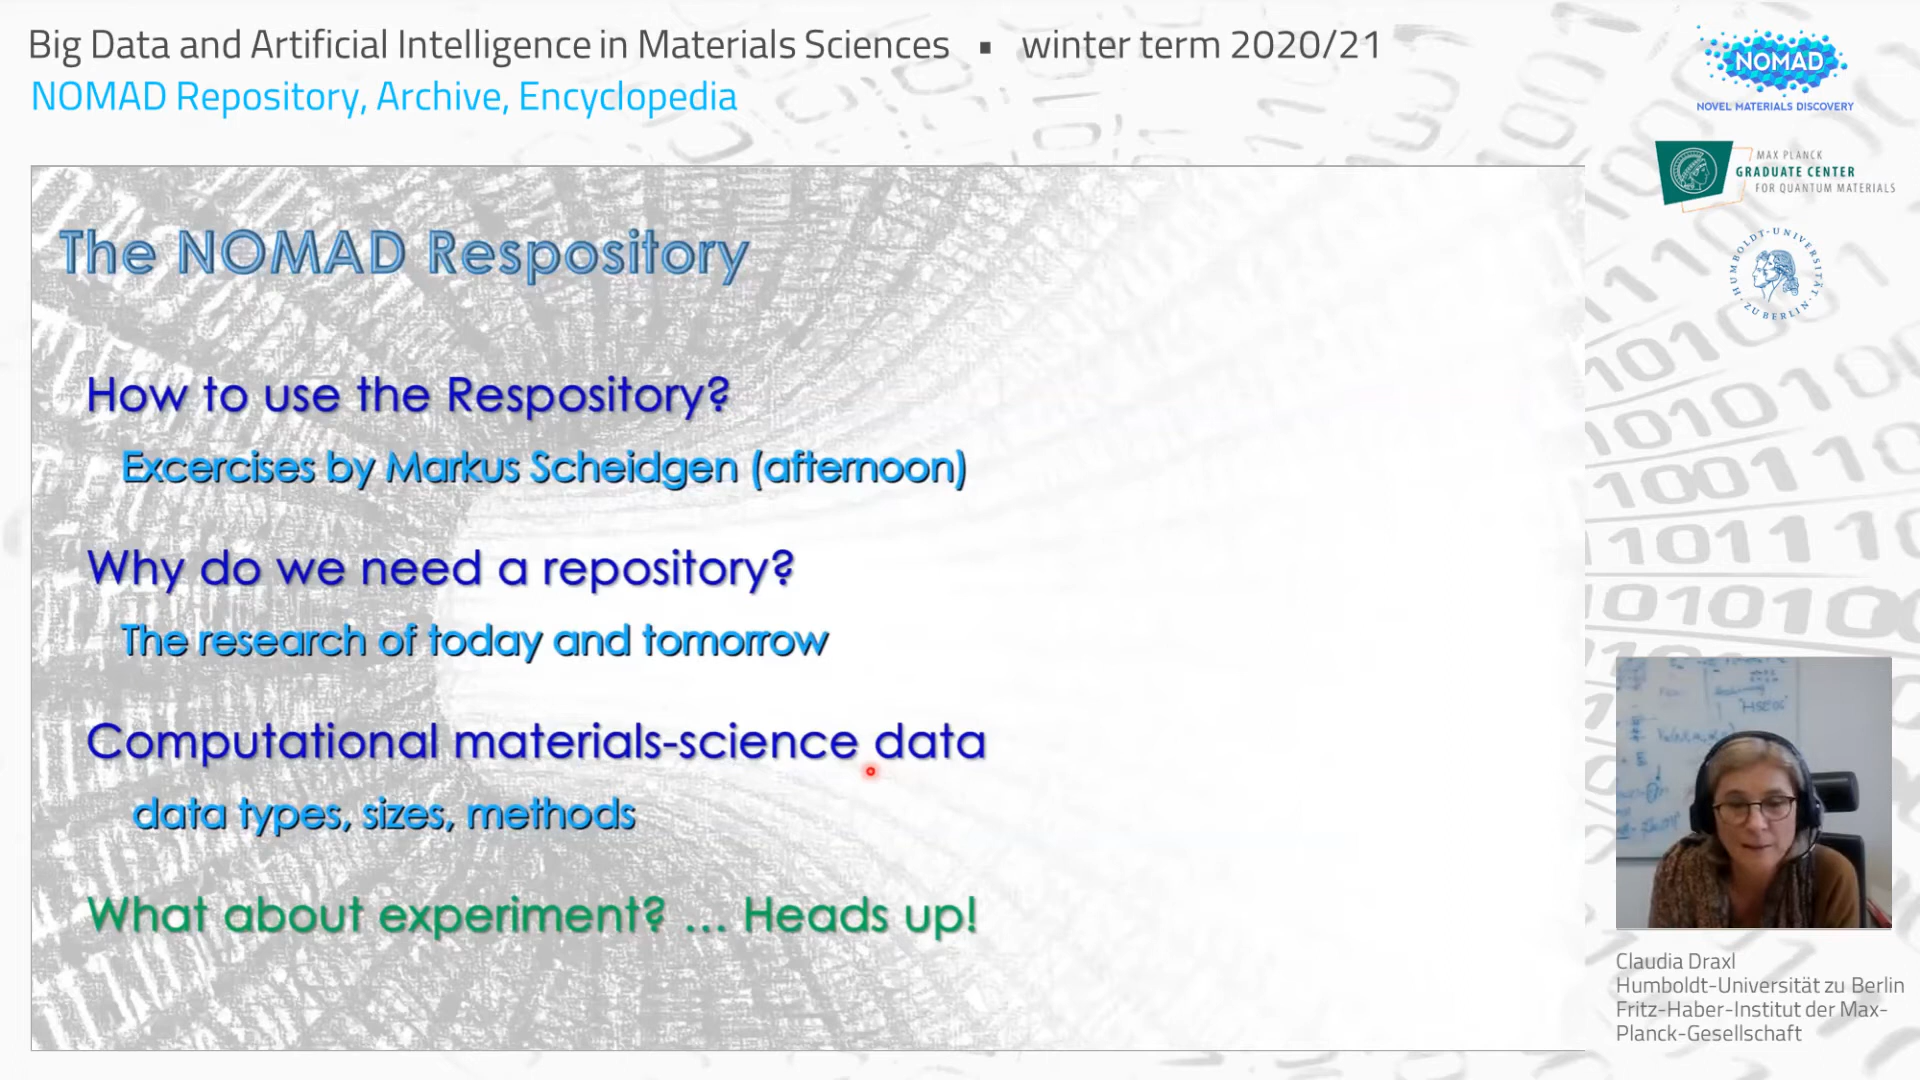 Big Data and Artificial Intelligence in Materials Sciences ▪ winter term 2020/21
NOMAD Repository, Archive, Encyclopedia
NOMAD
NOVEL MATERIALS DISCOVERY
MAX PLANCK
GRADUATE CENTER
FOR QUANTUM MATERIALS
HUMBOLDT-UNIVERSITÄT ZU BERLIN
The NOMAD Respository
How to use the Respository?
Excercises by Markus Scheidgen (afternoon)
Why do we need a repository?
The research of today and tomorrow
Computational materials-science data
data types, sizes, methods
What about experiment? ... Heads up!
Claudia Draxl
Humboldt-Universität zu Berlin
Fritz-Haber-Institut der Max-
Planck-Gesellschaft